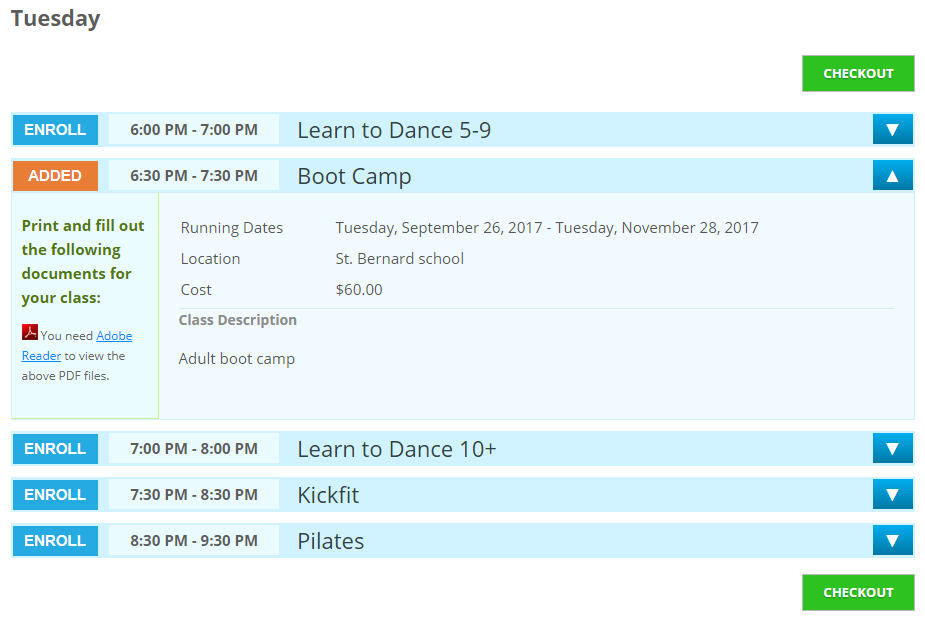 Tuesday
CHECKOUT
ENROLL 6:00 PM - 7:00 PM Learn to Dance 5-9 ▼
ADDED 6:30 PM - 7:30 PM Boot Camp ▲
Print and fill out
the following
documents for
your class:
You need Adobe
Reader to view the
above PDF files.
Running Dates Tuesday, September 26, 2017 - Tuesday, November 28, 2017
Location St. Bernard school
Cost $60.00
Class Description
Adult boot camp
ENROLL 7:00 PM - 8:00 PM Learn to Dance 10+ ▼
ENROLL 7:30 PM - 8:30 PM Kickfit ▼
ENROLL 8:30 PM - 9:30 PM Pilates ▼
CHECKOUT